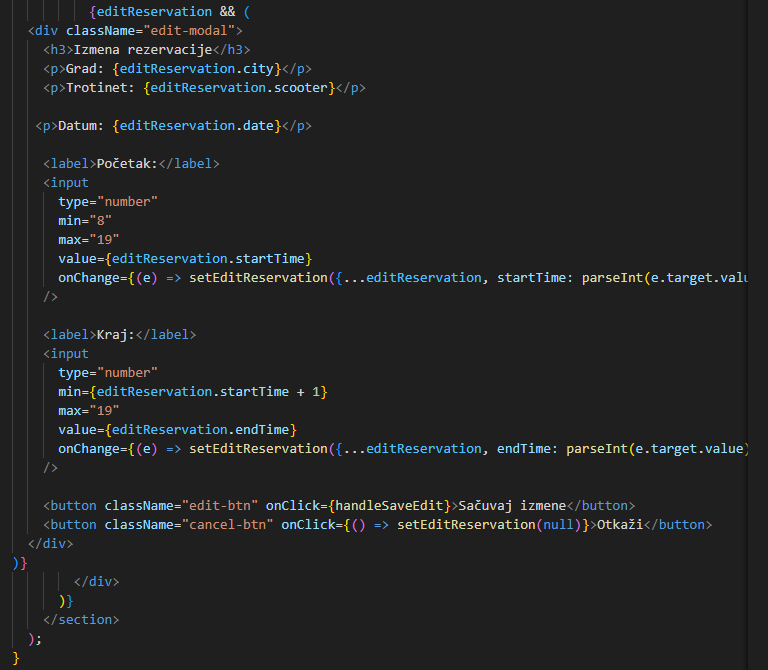 {editReservation && (
<div className="edit-modal">
<h3>Izmena rezervacije</h3>
<p>Grad: {editReservation.city}</p>
<p>Trotinet: {editReservation.scooter}</p>
<p>Datum: {editReservation.date}</p>
<label>Početak:</label>
<input
type="number"
min="8"
max="19"
value={editReservation.startTime}
onChange={(e) => setEditReservation({...editReservation, startTime: parseInt(e.target.valu
/>
<label>Kraj:</label>
<input
type="number"
min={editReservation.startTime + 1}
max="19"
value={editReservation.endTime}
onChange={(e) => setEditReservation({...editReservation, endTime: parseInt(e.target.value)
/>
<button className="edit-btn" onClick={handleSaveEdit}>Sačuvaj izmene</button>
<button className="cancel-btn" onClick={() => setEditReservation(null)}>Otkaži</button>
</div>
)}
</div>
)}
</section>
);
}